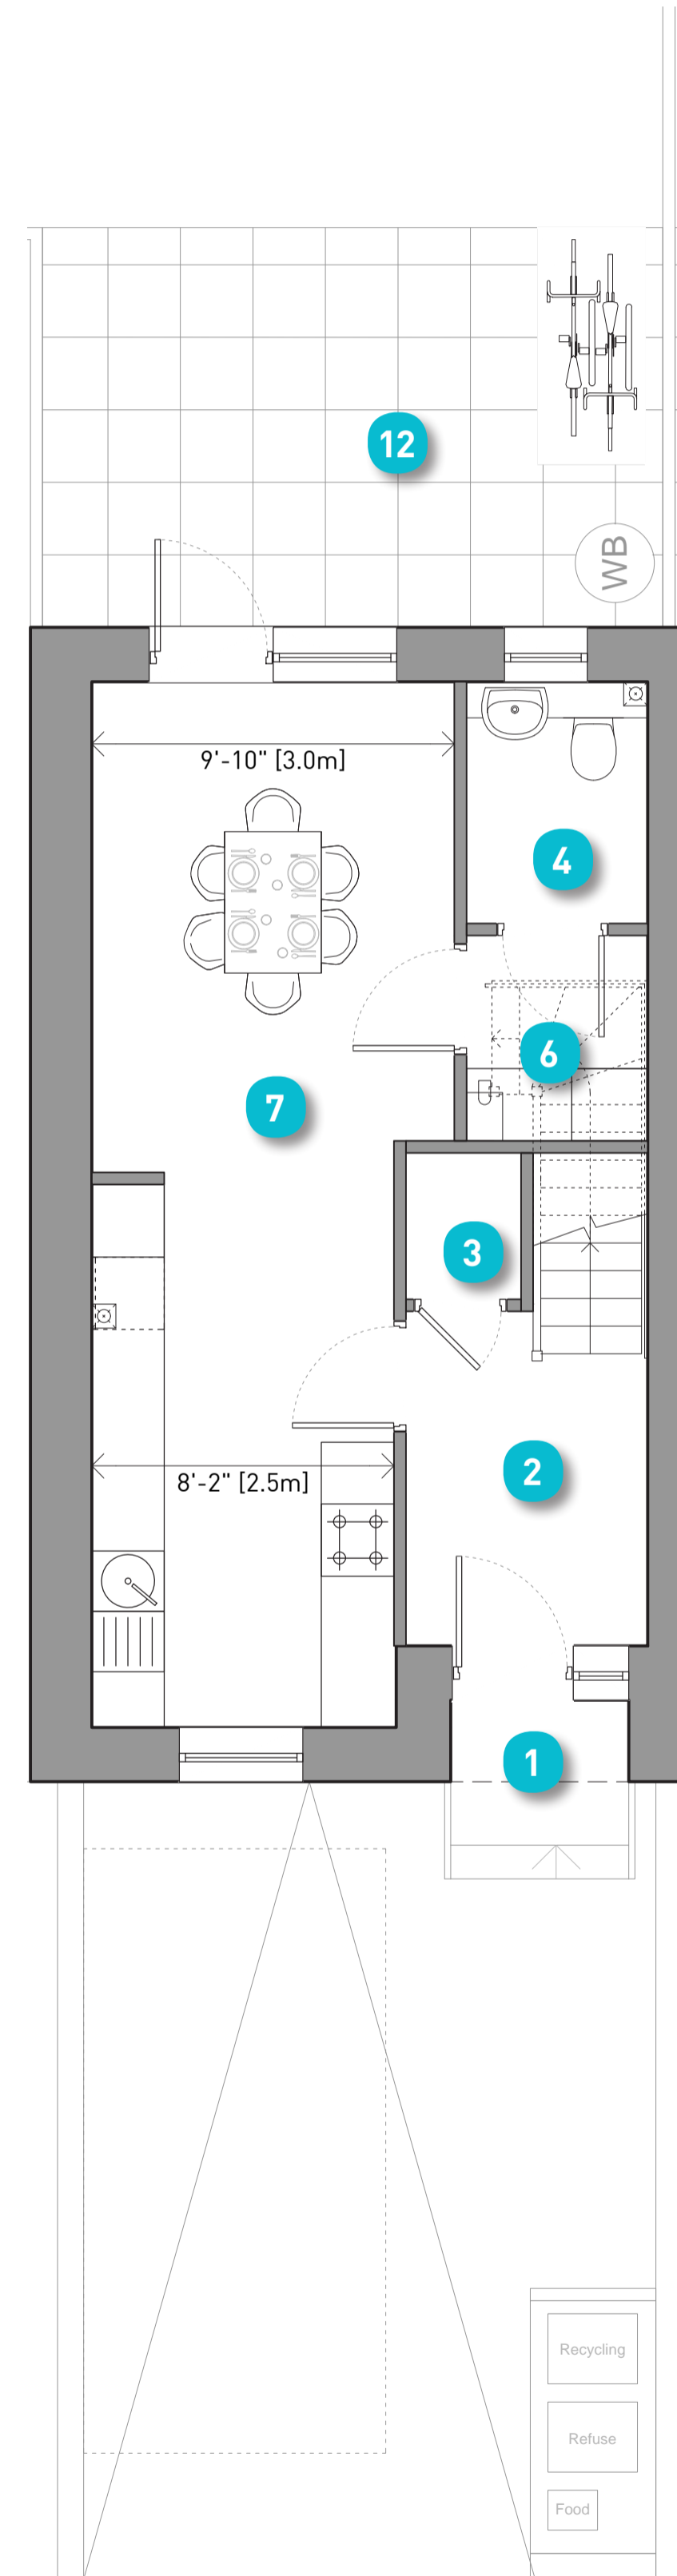 12
WB
9'-10" [3.0m]
4
6
7
3
2
8'-2" [2.5m]
1
Recycling
Refuse
Food